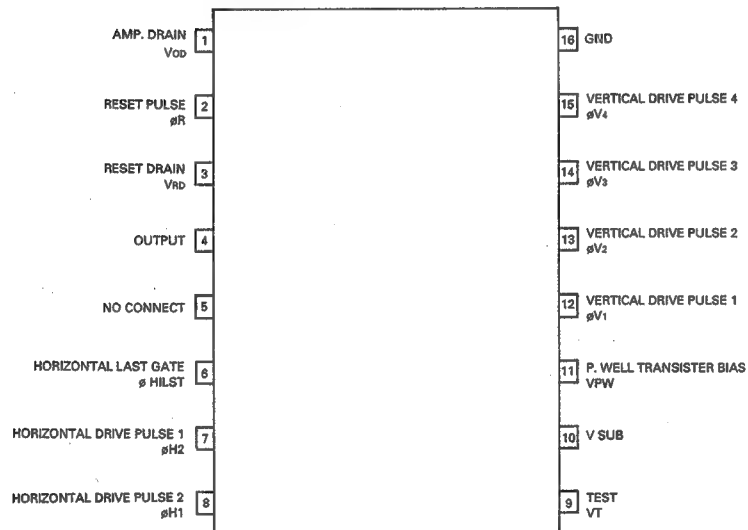 AMP. DRAIN
VOD
1
RESET PULSE
øR
2
RESET DRAIN
VRD
3
OUTPUT
4
NO CONNECT
5
HORIZONTAL LAST GATE
ø HILST
6
HORIZONTAL DRIVE PULSE 1
øH2
7
HORIZONTAL DRIVE PULSE 2
øH1
8
16 GND
15 VERTICAL DRIVE PULSE 4
øV4
14 VERTICAL DRIVE PULSE 3
øV3
13 VERTICAL DRIVE PULSE 2
øV2
12 VERTICAL DRIVE PULSE 1
øV1
11 P. WELL TRANSISTER BIAS
VPW
10 V SUB
9 TEST
VT